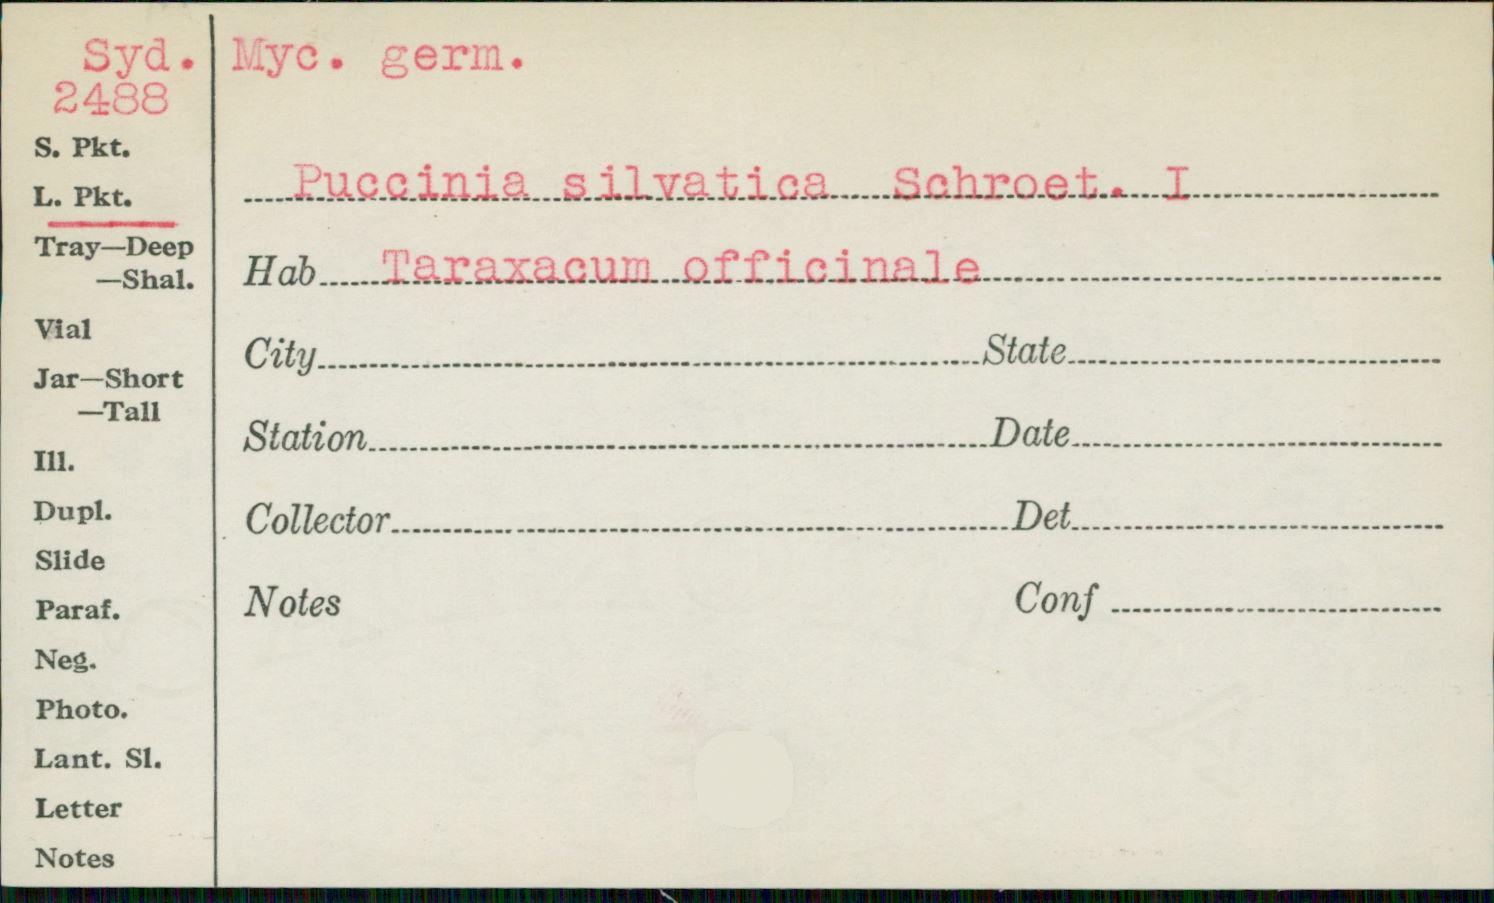 Syd. Myc. germ.
2488
S. Pkt.
L. Pkt.
Tray—Deep
—Shal.
Vial
Jar—Short
—Tall
Ill.
Dupl.
Slide
Paraf.
Neg.
Photo.
Lant. Sl.
Letter
Notes
Puccinia silvatica Schroet. I
Hab Taraxacum officinale
City State
Station Date
Collector Det
Notes Conf